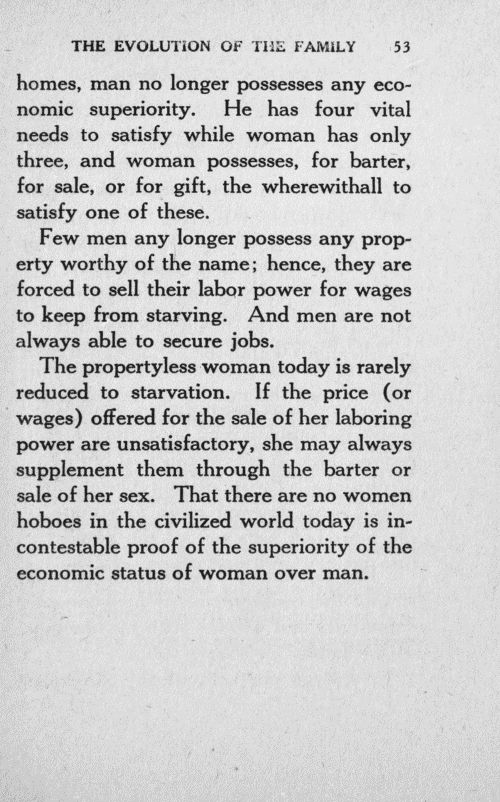 THE EVOLUTION OF THE FAMILY 53
homes, man no longer possesses any eco-
nomic superiority. He has four vital
needs to satisfy while woman has only
three, and woman possesses, for barter,
for sale, or for gift, the wherewithall to
satisfy one of these.
Few men any longer possess any prop-
erty worthy of the name; hence, they are
forced to sell their labor power for wages
to keep from starving. And men are not
always able to secure jobs.
The propertyless woman today is rarely
reduced to starvation. If the price (or
wages) offered for the sale of her laboring
power are unsatisfactory, she may always
supplement them through the barter or
sale of her sex. That there are no women
hoboes in the civilized world today is in-
contestable proof of the superiority of the
economic status of woman over man.